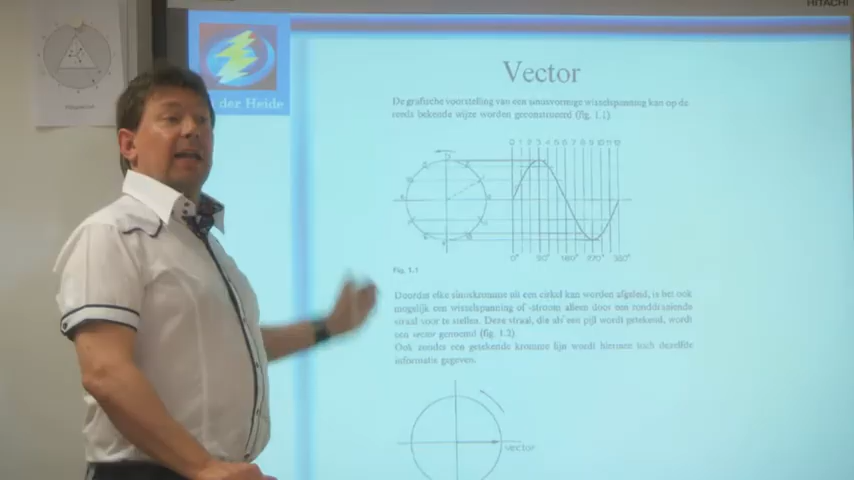 HITACHI
der Heide
Vector
De grafische voorstelling van een sinusvormige wisselspanning kan op de
reeds bekende wijze worden geconstrueerd (fig. 1.1)
0 1 2 3 4 5 6 7 8 9 10 11 12
0° 90° 180° 270° 360°
Fig. 1.1
Doordat elke sinuskromme uit een cirkel kan worden afgeleid, is het ook
mogelijk een wisselspanning of -stroom alleen door een ronddraaiende
straal voor te stellen. Deze straal, die als een pijl wordt getekend, wordt
een vector genoemd (fig. 1.2)
Ook zonder een getekende kromme lijn wordt hiermee toch dezelfde
informatie gegeven.
vector